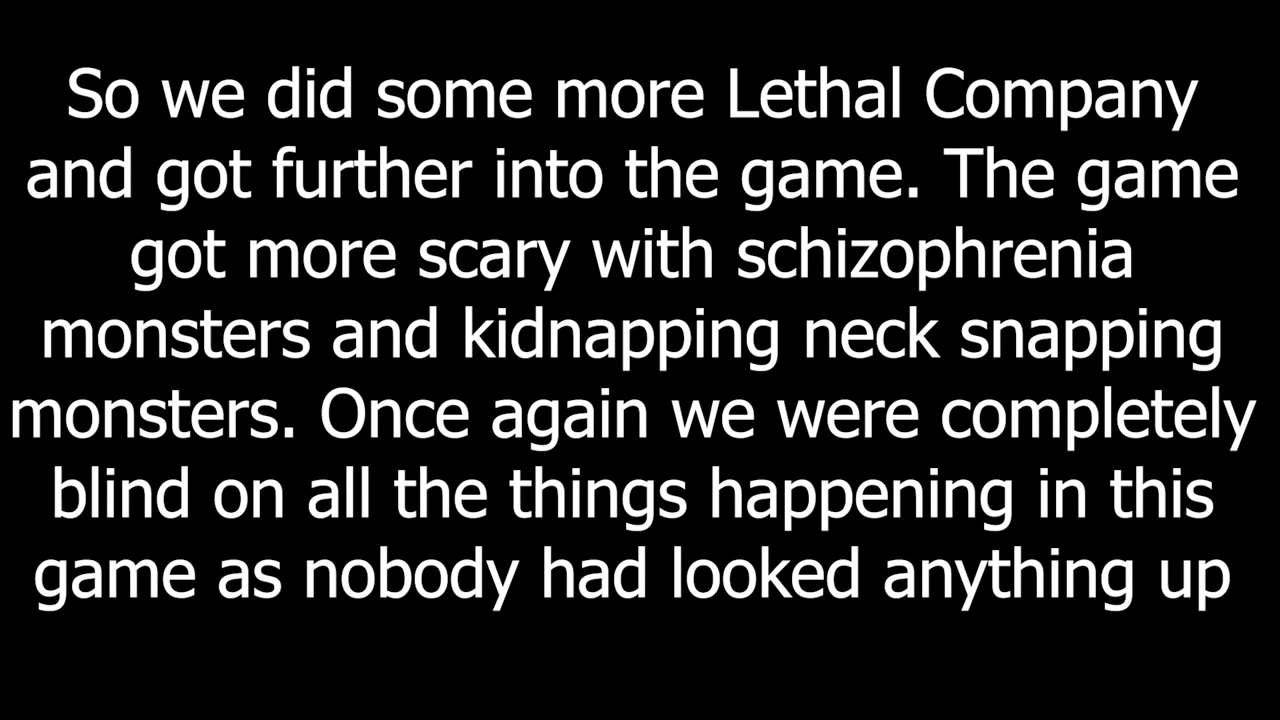 So we did some more Lethal Company
and got further into the game. The game
got more scary with schizophrenia
monsters and kidnapping neck snapping
monsters. Once again we were completely
blind on all the things happening in this
game as nobody had looked anything up